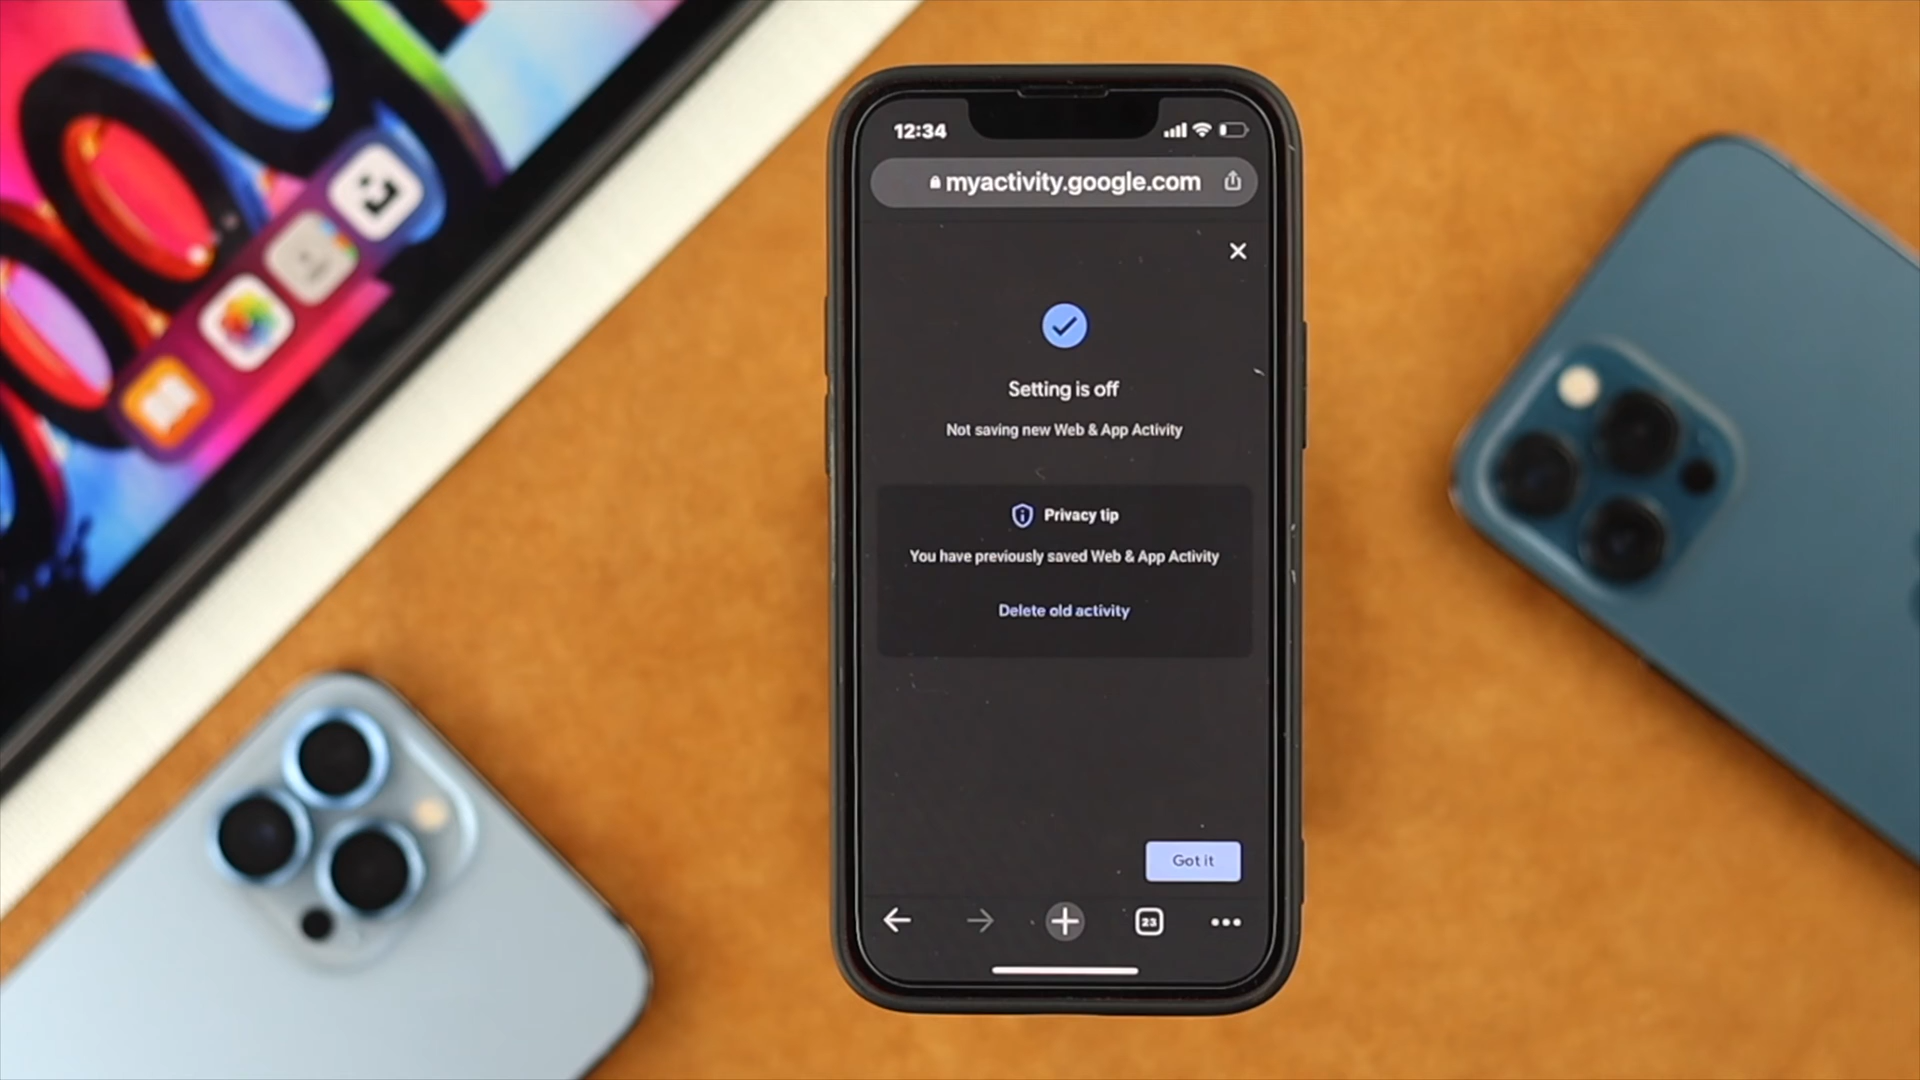 12:34
myactivity.google.com
Setting is off
Not saving new Web & App Activity
Privacy tip
You have previously saved Web & App Activity
Delete old activity
Got it
23